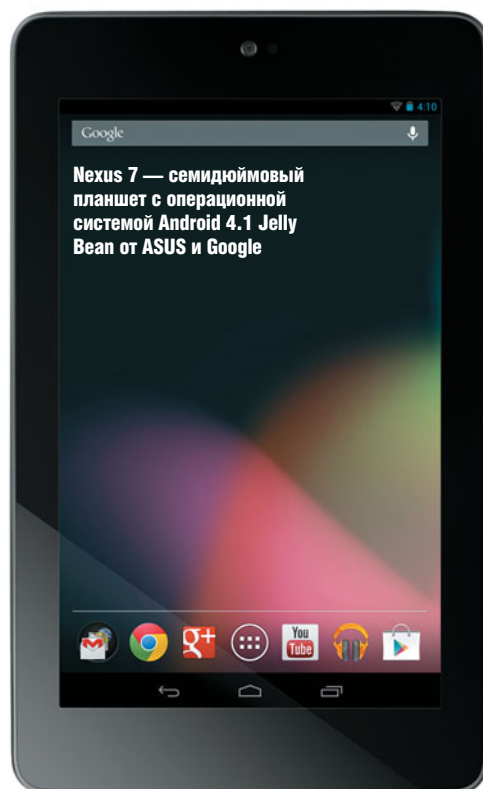 4:10
Google
Nexus 7 — семидюймовый
планшет с операционной
системой Android 4.1 Jelly
Bean от ASUS и Google
g+
You
Tube